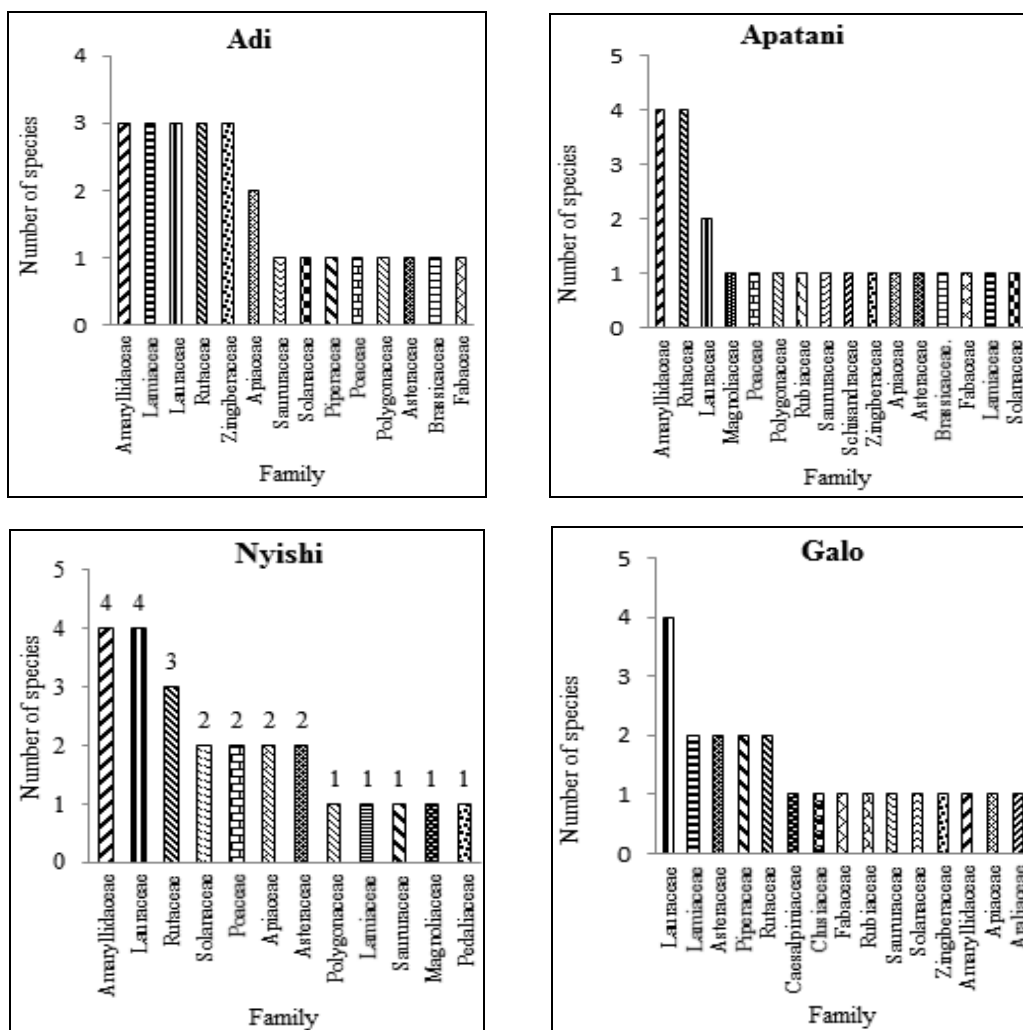 Adi
Number of species
4
3
2
1
0
Amaryllidaceae
Lamiaceae
Lauraceae
Rutaceae
Zingiberaceae
Apiaceae
Saururaceae
Solanaceae
Piperaceae
Poaceae
Polygonaceae
Asteraceae
Brassicaceae
Fabaceae
Family
Apatani
Number of species
5
4
3
2
1
0
Amaryllidaceae
Rutaceae
Lauraceae
Magnoliaceae
Poaceae
Polygonaceae
Rubiaceae
Saururaceae
Schisandraceae
Zingiberaceae
Apiaceae
Asteraceae
Brassicaceae.
Fabaceae
Lamiaceae
Solanaceae
Family
Nyishi
Number of species
5
4
3
2
1
0
4 4 3 2 2 2 2 1 1 1 1 1
Amaryllidaceae
Lauraceae
Rutaceae
Solanaceae
Poaceae
Apiaceae
Asteraceae
Polygonaceae
Lamiaceae
Saururaceae
Magnoliaceae
Pedaliaceae
Family
Galo
Number of species
5
4
3
2
1
0
Lauraceae
Lamiaceae
Asteraceae
Piperaceae
Rutaceae
Caesalpiniaceae
Clusiaceae
Fabaceae
Rubiaceae
Saururaceae
Solanaceae
Zingiberaceae
Amaryllidaceae
Apiaceae
Araliaceae
Family